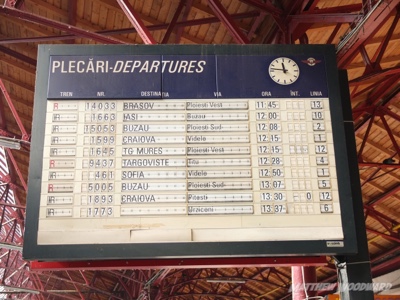 PLECĂRI-DEPARTURES
TREN NR. DESTINAȚIA VIA ORA ÎNT. LINIA
R 14033 BRASOV Ploiesti Vest 11:45 13
IR 1663 IASI Buzau 12:00 10
IR 15053 BUZAU Ploiesti Sud 12:08 2
IR 1599 CRAIOVA Videle 12:15 1
IR 1645 TG MURES Ploiesti Vest 12:15 12
R 9437 TARGOVISTE Titu 12:28 4
IR 461 SOFIA Videle 12:50 1
R 5005 BUZAU Ploiesti Sud 13:07 5
IR 1893 CRAIOVA Pitesti 13:30 0 12
IR 1773 Urziceni 13:37 6
MATTHEW WOODWARD